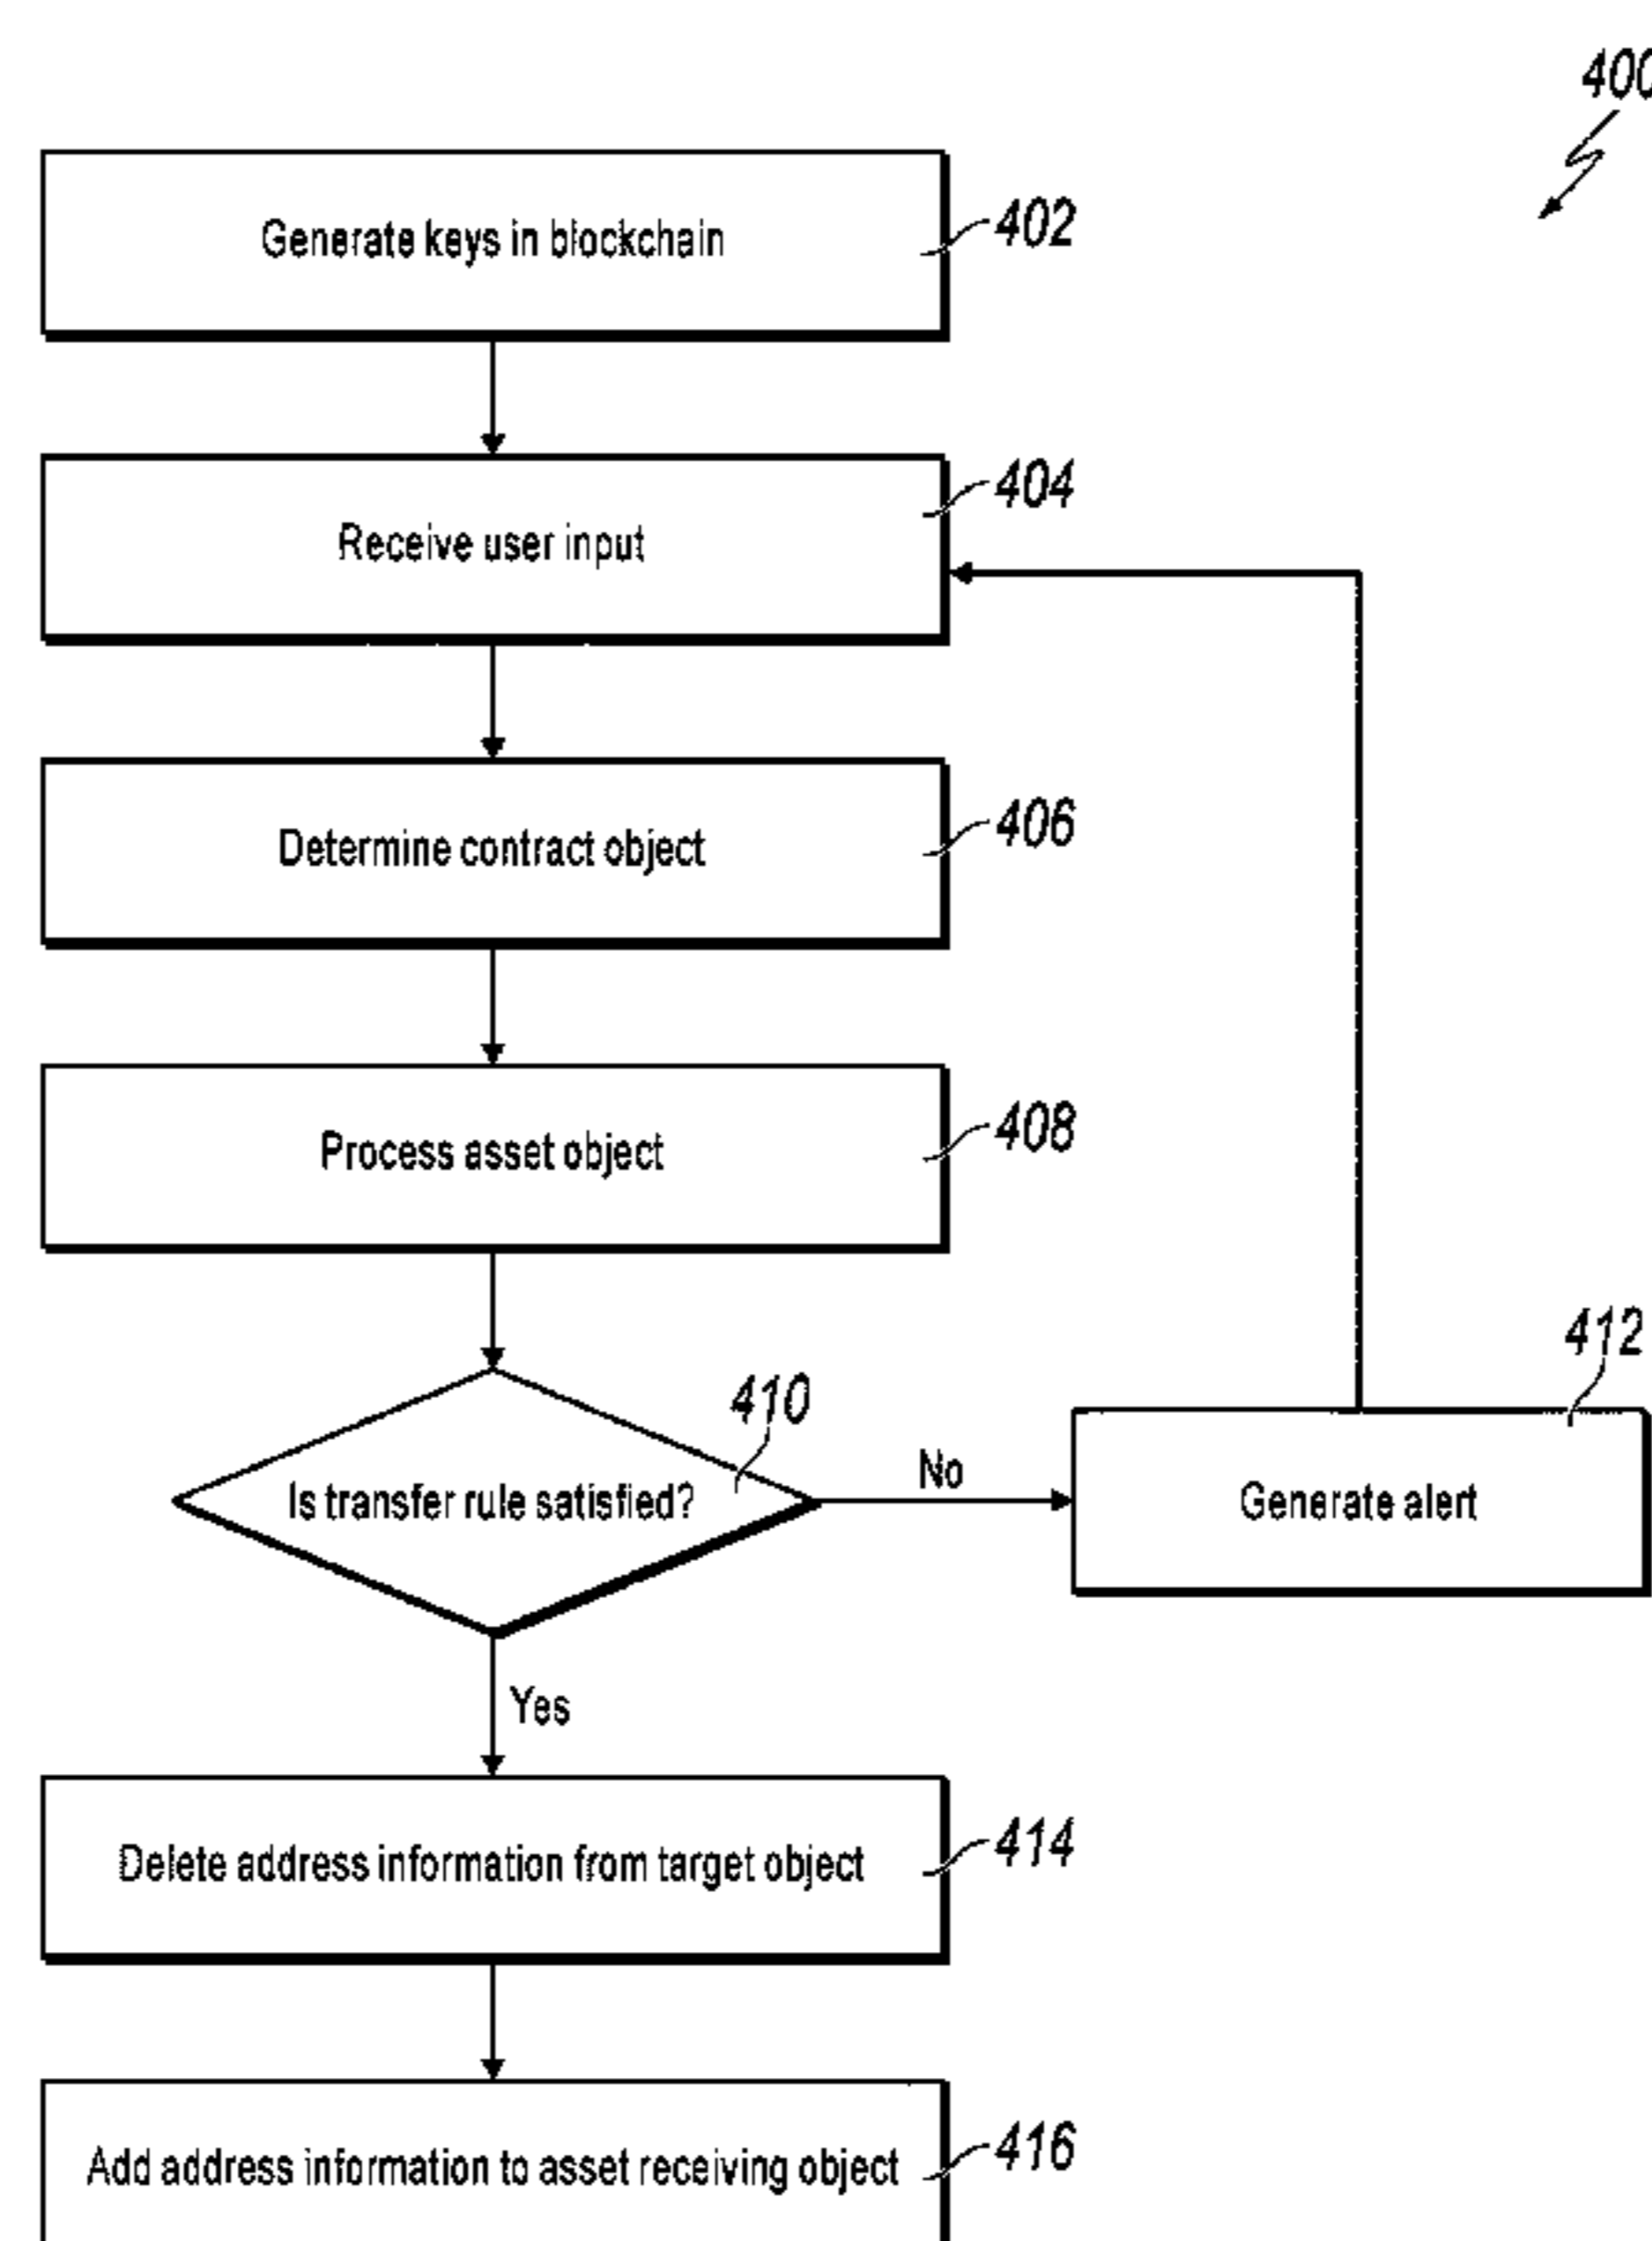 400
Generate keys in blockchain
402
Receive user input
404
Determine contract object
406
Process asset object
408
Is transfer rule satisfied?
410
No
Generate alert
412
Yes
Delete address information from target object
414
Add address information to asset receiving object
416